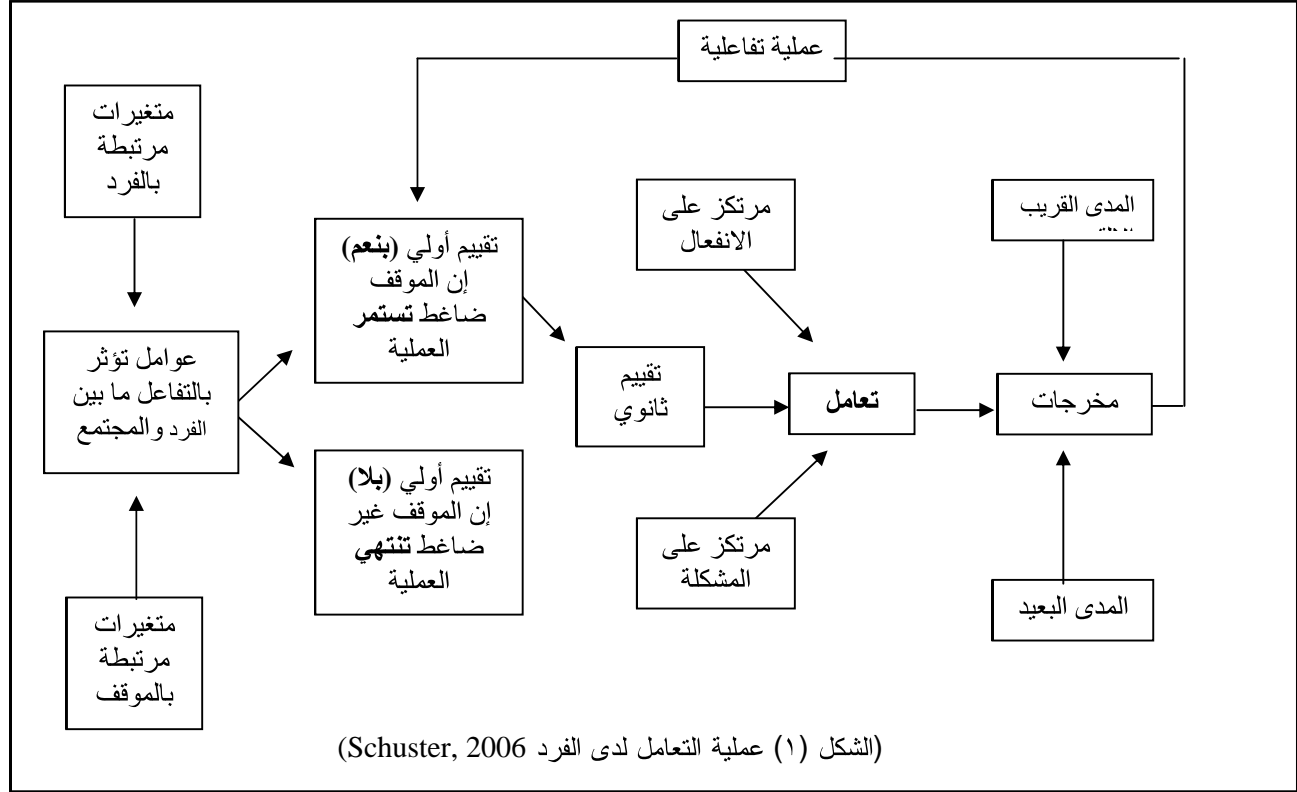 عملية تفاعلية
متغيرات
مرتبطة
بالفرد
المدى القريب
مرتكز على
الانفعال
تقييم أولي (بنعم)
إن الموقف
ضاغط تستمر
العملية
عوامل تؤثر
بالتفاعل ما بين
الفرد والمجتمع
تقييم
ثانوي
تعامل
مخرجات
تقييم أولي (بلا)
إن الموقف غير
ضاغط تنتهي
العملية
مرتكز على
المشكلة
المدى البعيد
متغيرات
مرتبطة
بالموقف
(الشكل (١) عملية التعامل لدى الفرد Schuster, 2006)